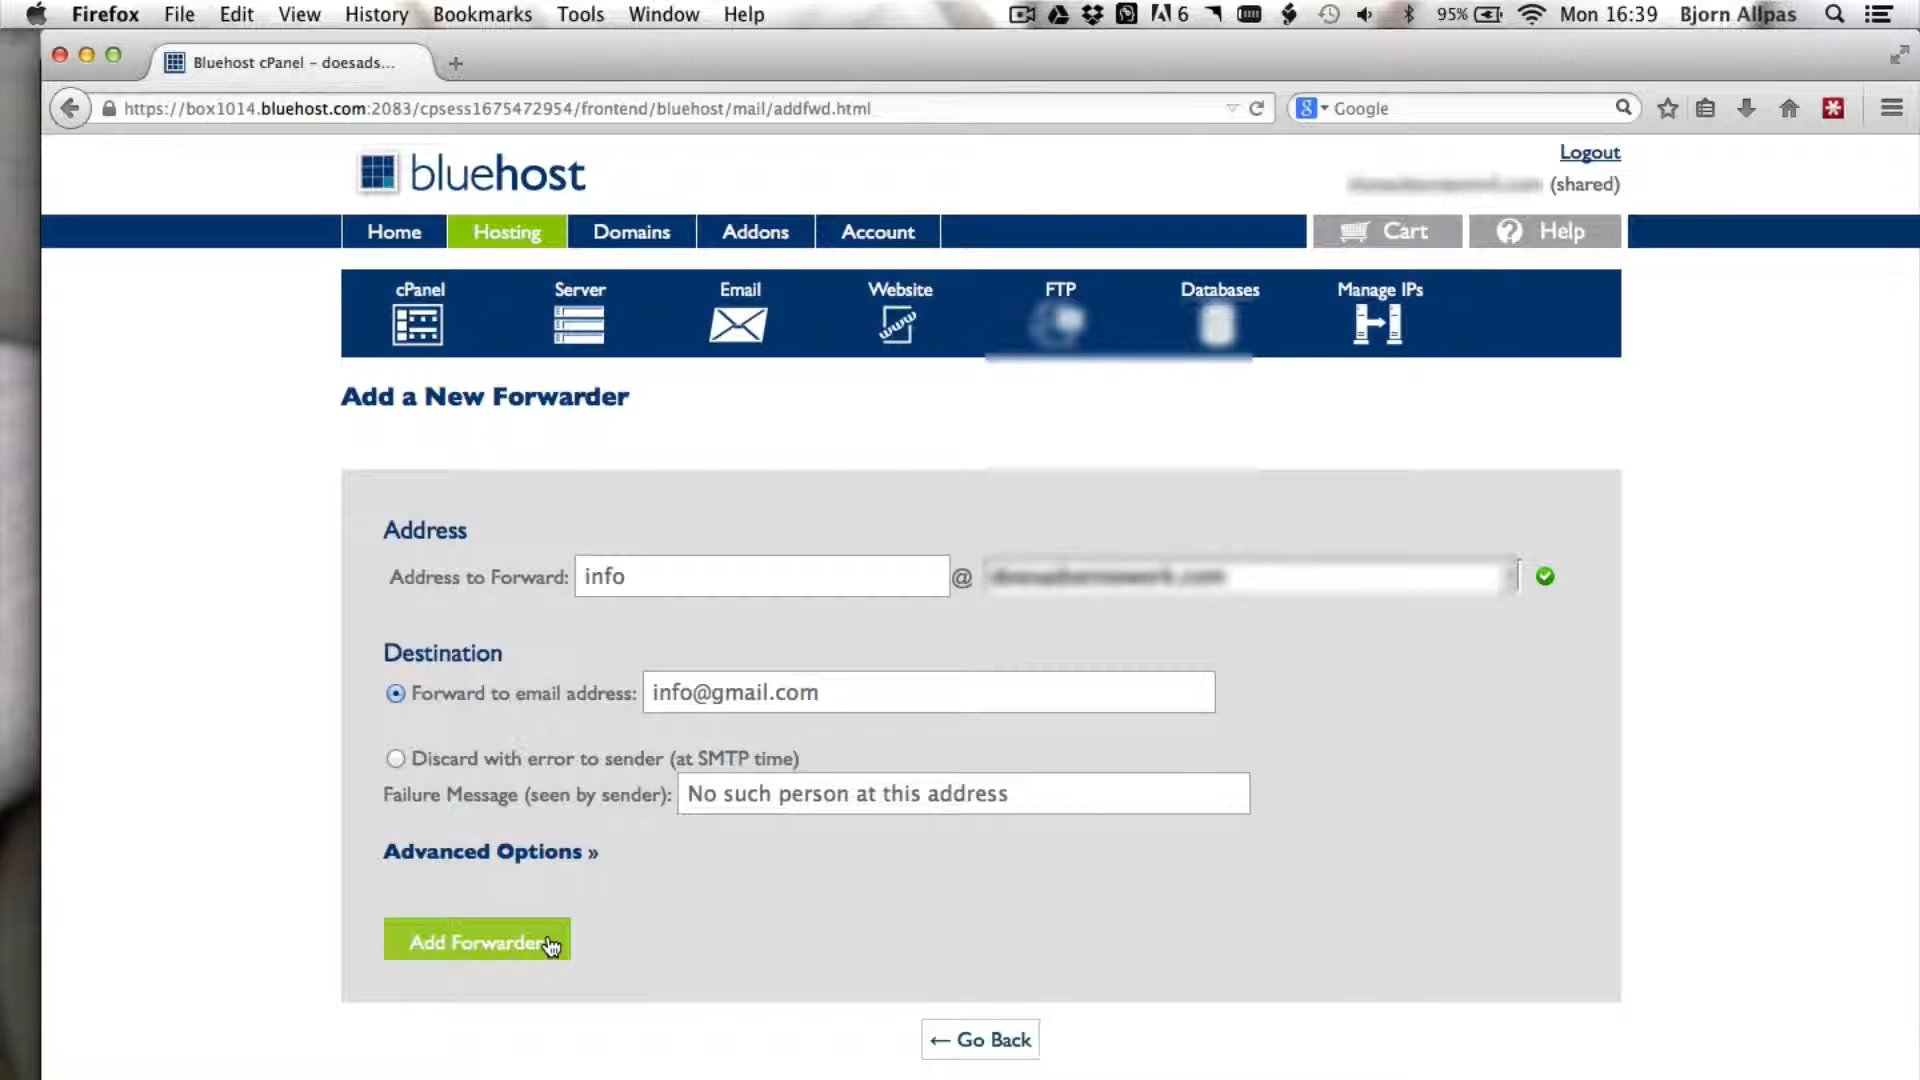 Firefox File Edit View History Bookmarks Tools Window Help 6 95% Mon 16:39 Bjorn Allpas
Bluehost cPanel – doesads...
https://box1014.bluehost.com:2083/cpsess1675472954/frontend/bluehost/mail/addfwd.html Google
bluehost
Logout
(shared)
Home Hosting Domains Addons Account Cart Help
cPanel Server Email Website FTP Databases Manage IPs
www
Add a New Forwarder
Address
Address to Forward: info @
Destination
Forward to email address: info@gmail.com
Discard with error to sender (at SMTP time)
Failure Message (seen by sender): No such person at this address
Advanced Options »
Add Forwarder
← Go Back